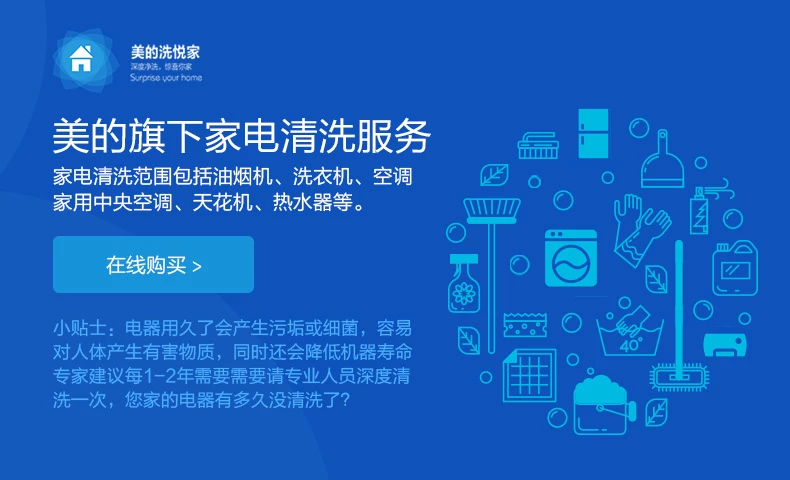 美的洗悦家
深度净洗，惊喜你家
Surprise your home
美的旗下家电清洗服务
家电清洗范围包括油烟机、洗衣机、空调
家用中央空调、天花机、热水器等。
在线购买 >
小贴士：电器用久了会产生污垢或细菌，容易
对人体产生有害物质，同时还会降低机器寿命
专家建议每1-2年需要需要请专业人员深度清
洗一次，您家的电器有多久没清洗了？
40°